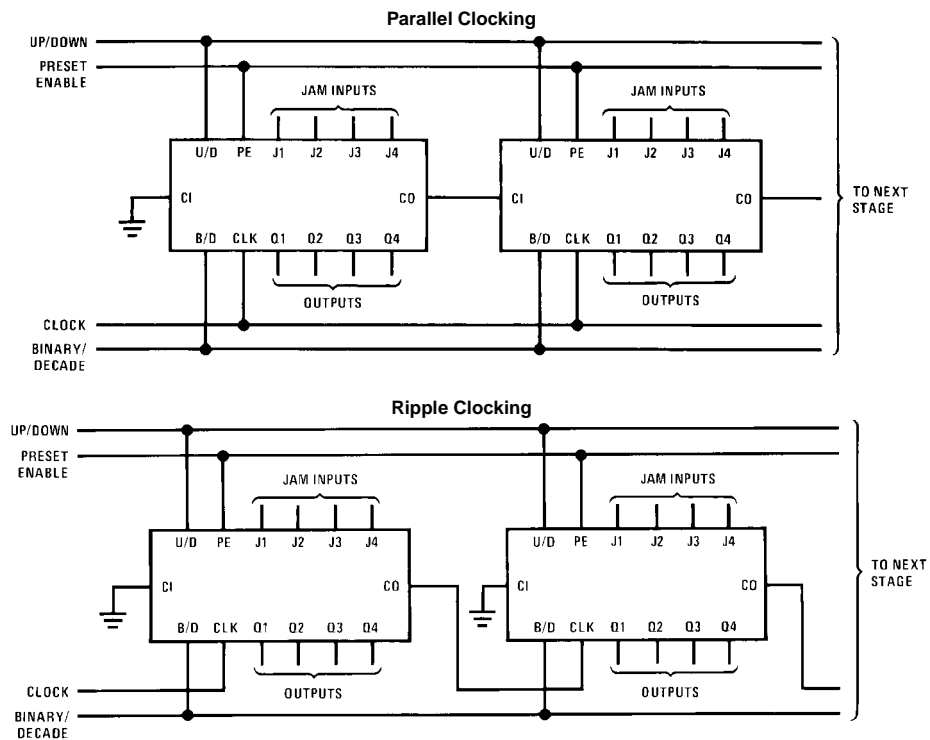 Parallel Clocking
UP/DOWN
PRESET
ENABLE
JAM INPUTS
JAM INPUTS
U/D PE J1 J2 J3 J4
U/D PE J1 J2 J3 J4
CI
CO
CI
CO
TO NEXT
STAGE
B/D CLK Q1 Q2 Q3 Q4
B/D CLK Q1 Q2 Q3 Q4
OUTPUTS
OUTPUTS
CLOCK
BINARY/
DECADE
Ripple Clocking
UP/DOWN
PRESET
ENABLE
JAM INPUTS
JAM INPUTS
U/D PE J1 J2 J3 J4
U/D PE J1 J2 J3 J4
CI
CO
CI
CO
TO NEXT
STAGE
B/D CLK Q1 Q2 Q3 Q4
B/D CLK Q1 Q2 Q3 Q4
OUTPUTS
OUTPUTS
CLOCK
BINARY/
DECADE